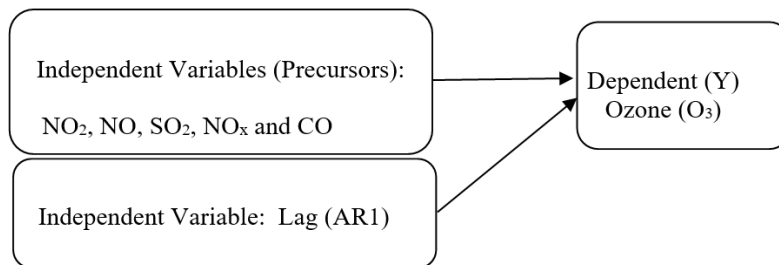 Independent Variables (Precursors):
NO₂, NO, SO₂, NOₓ and CO
Independent Variable: Lag (AR1)
Dependent (Y)
Ozone (O₃)